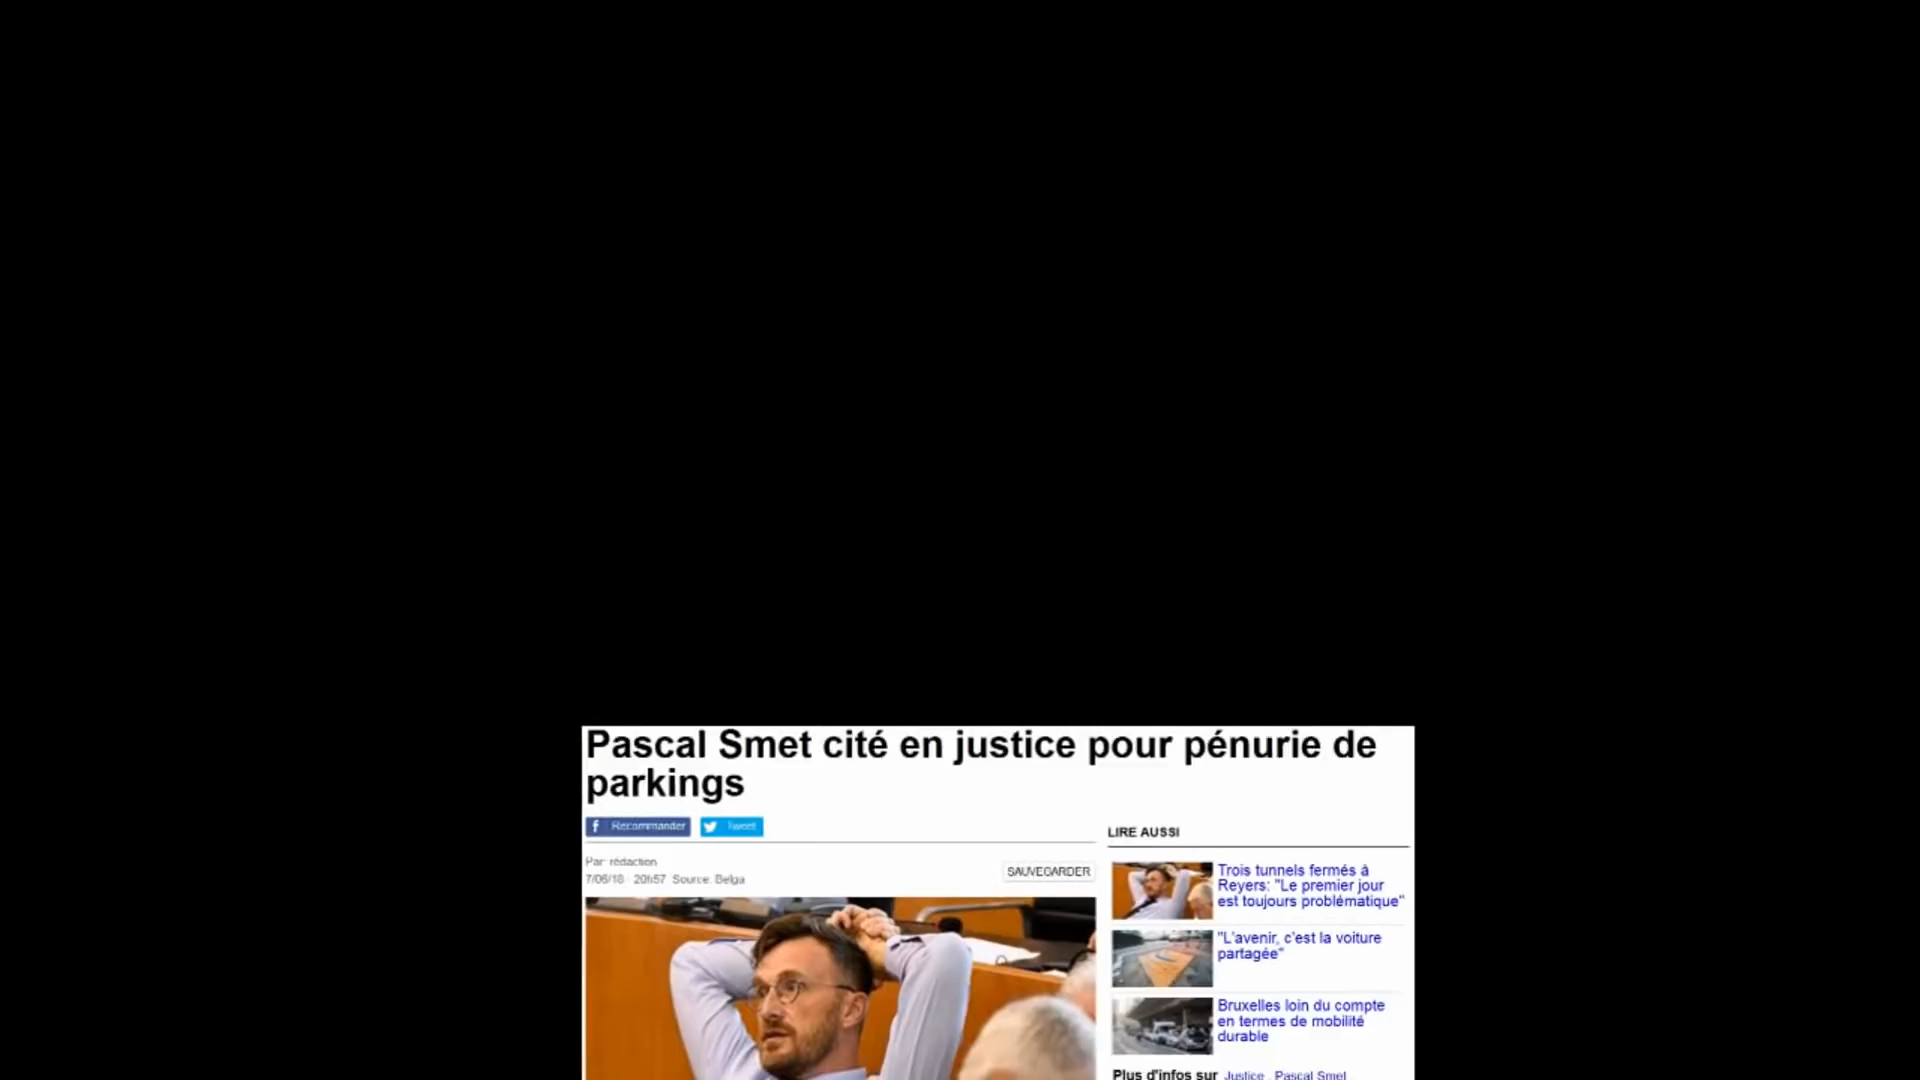 Pascal Smet cité en justice pour pénurie de
parkings
Recommander
Tweet
Par: rédaction
7/06/18 - 20h57 Source: Belga
SAUVEGARDER
LIRE AUSSI
Trois tunnels fermés à
Reyers: "Le premier jour
est toujours problématique"
"L'avenir, c'est la voiture
partagée"
Bruxelles loin du compte
en termes de mobilité
durable
Plus d'infos sur Justice , Pascal Smet